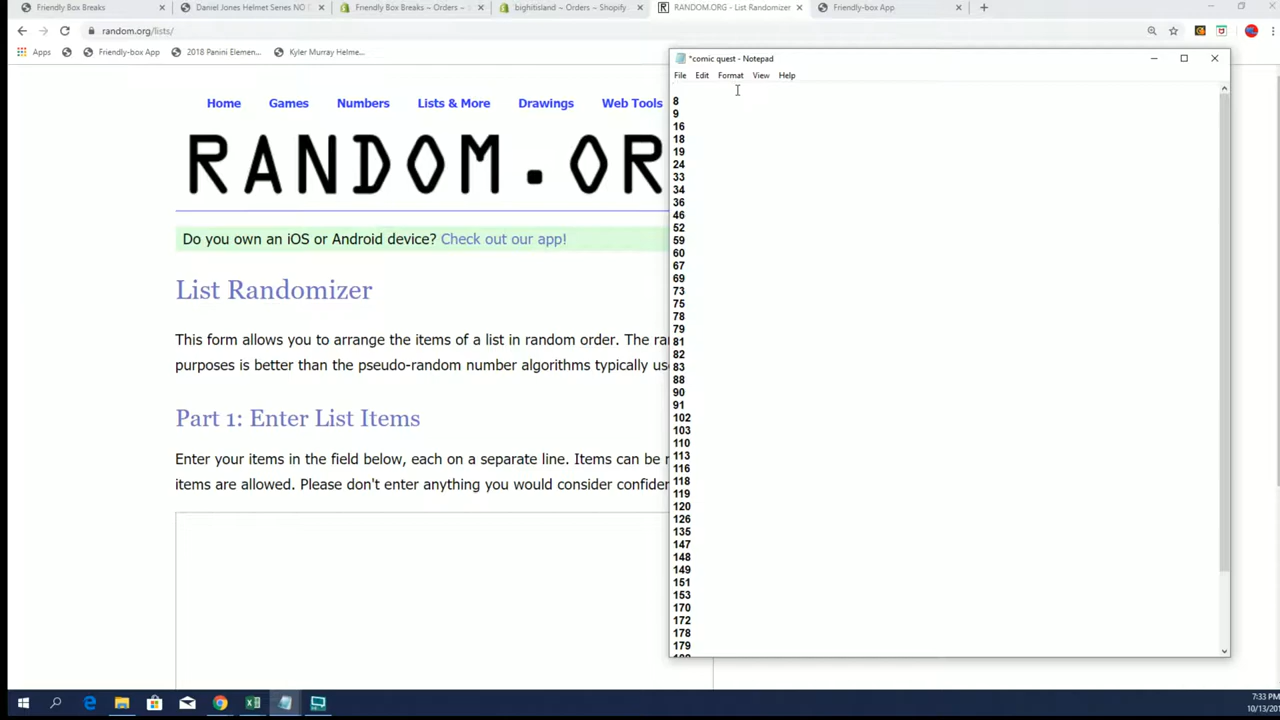 Friendly Box Breaks
Daniel Jones Helmet Series NO D
Friendly Box Breaks ~ Orders ~ S
bighitisland ~ Orders ~ Shopify
RANDOM.ORG - List Randomizer
Friendly-box App
random.org/lists/
Apps
Friendly-box App
2018 Panini Elemen...
Kyler Murray Helme...
*comic quest - Notepad
File Edit Format View Help
Home Games Numbers Lists & More Drawings Web Tools
RANDOM.OR
Do you own an iOS or Android device? Check out our app!
List Randomizer
This form allows you to arrange the items of a list in random order. The ra
purposes is better than the pseudo-random number algorithms typically us
Part 1: Enter List Items
Enter your items in the field below, each on a separate line. Items can be
items are allowed. Please don't enter anything you would consider confiden
8
9
16
18
19
24
33
34
36
46
52
59
60
67
69
73
75
78
79
81
82
83
88
90
91
102
103
110
113
116
118
119
120
126
135
147
148
149
151
153
170
172
178
179
7:33 PM
10/13/20